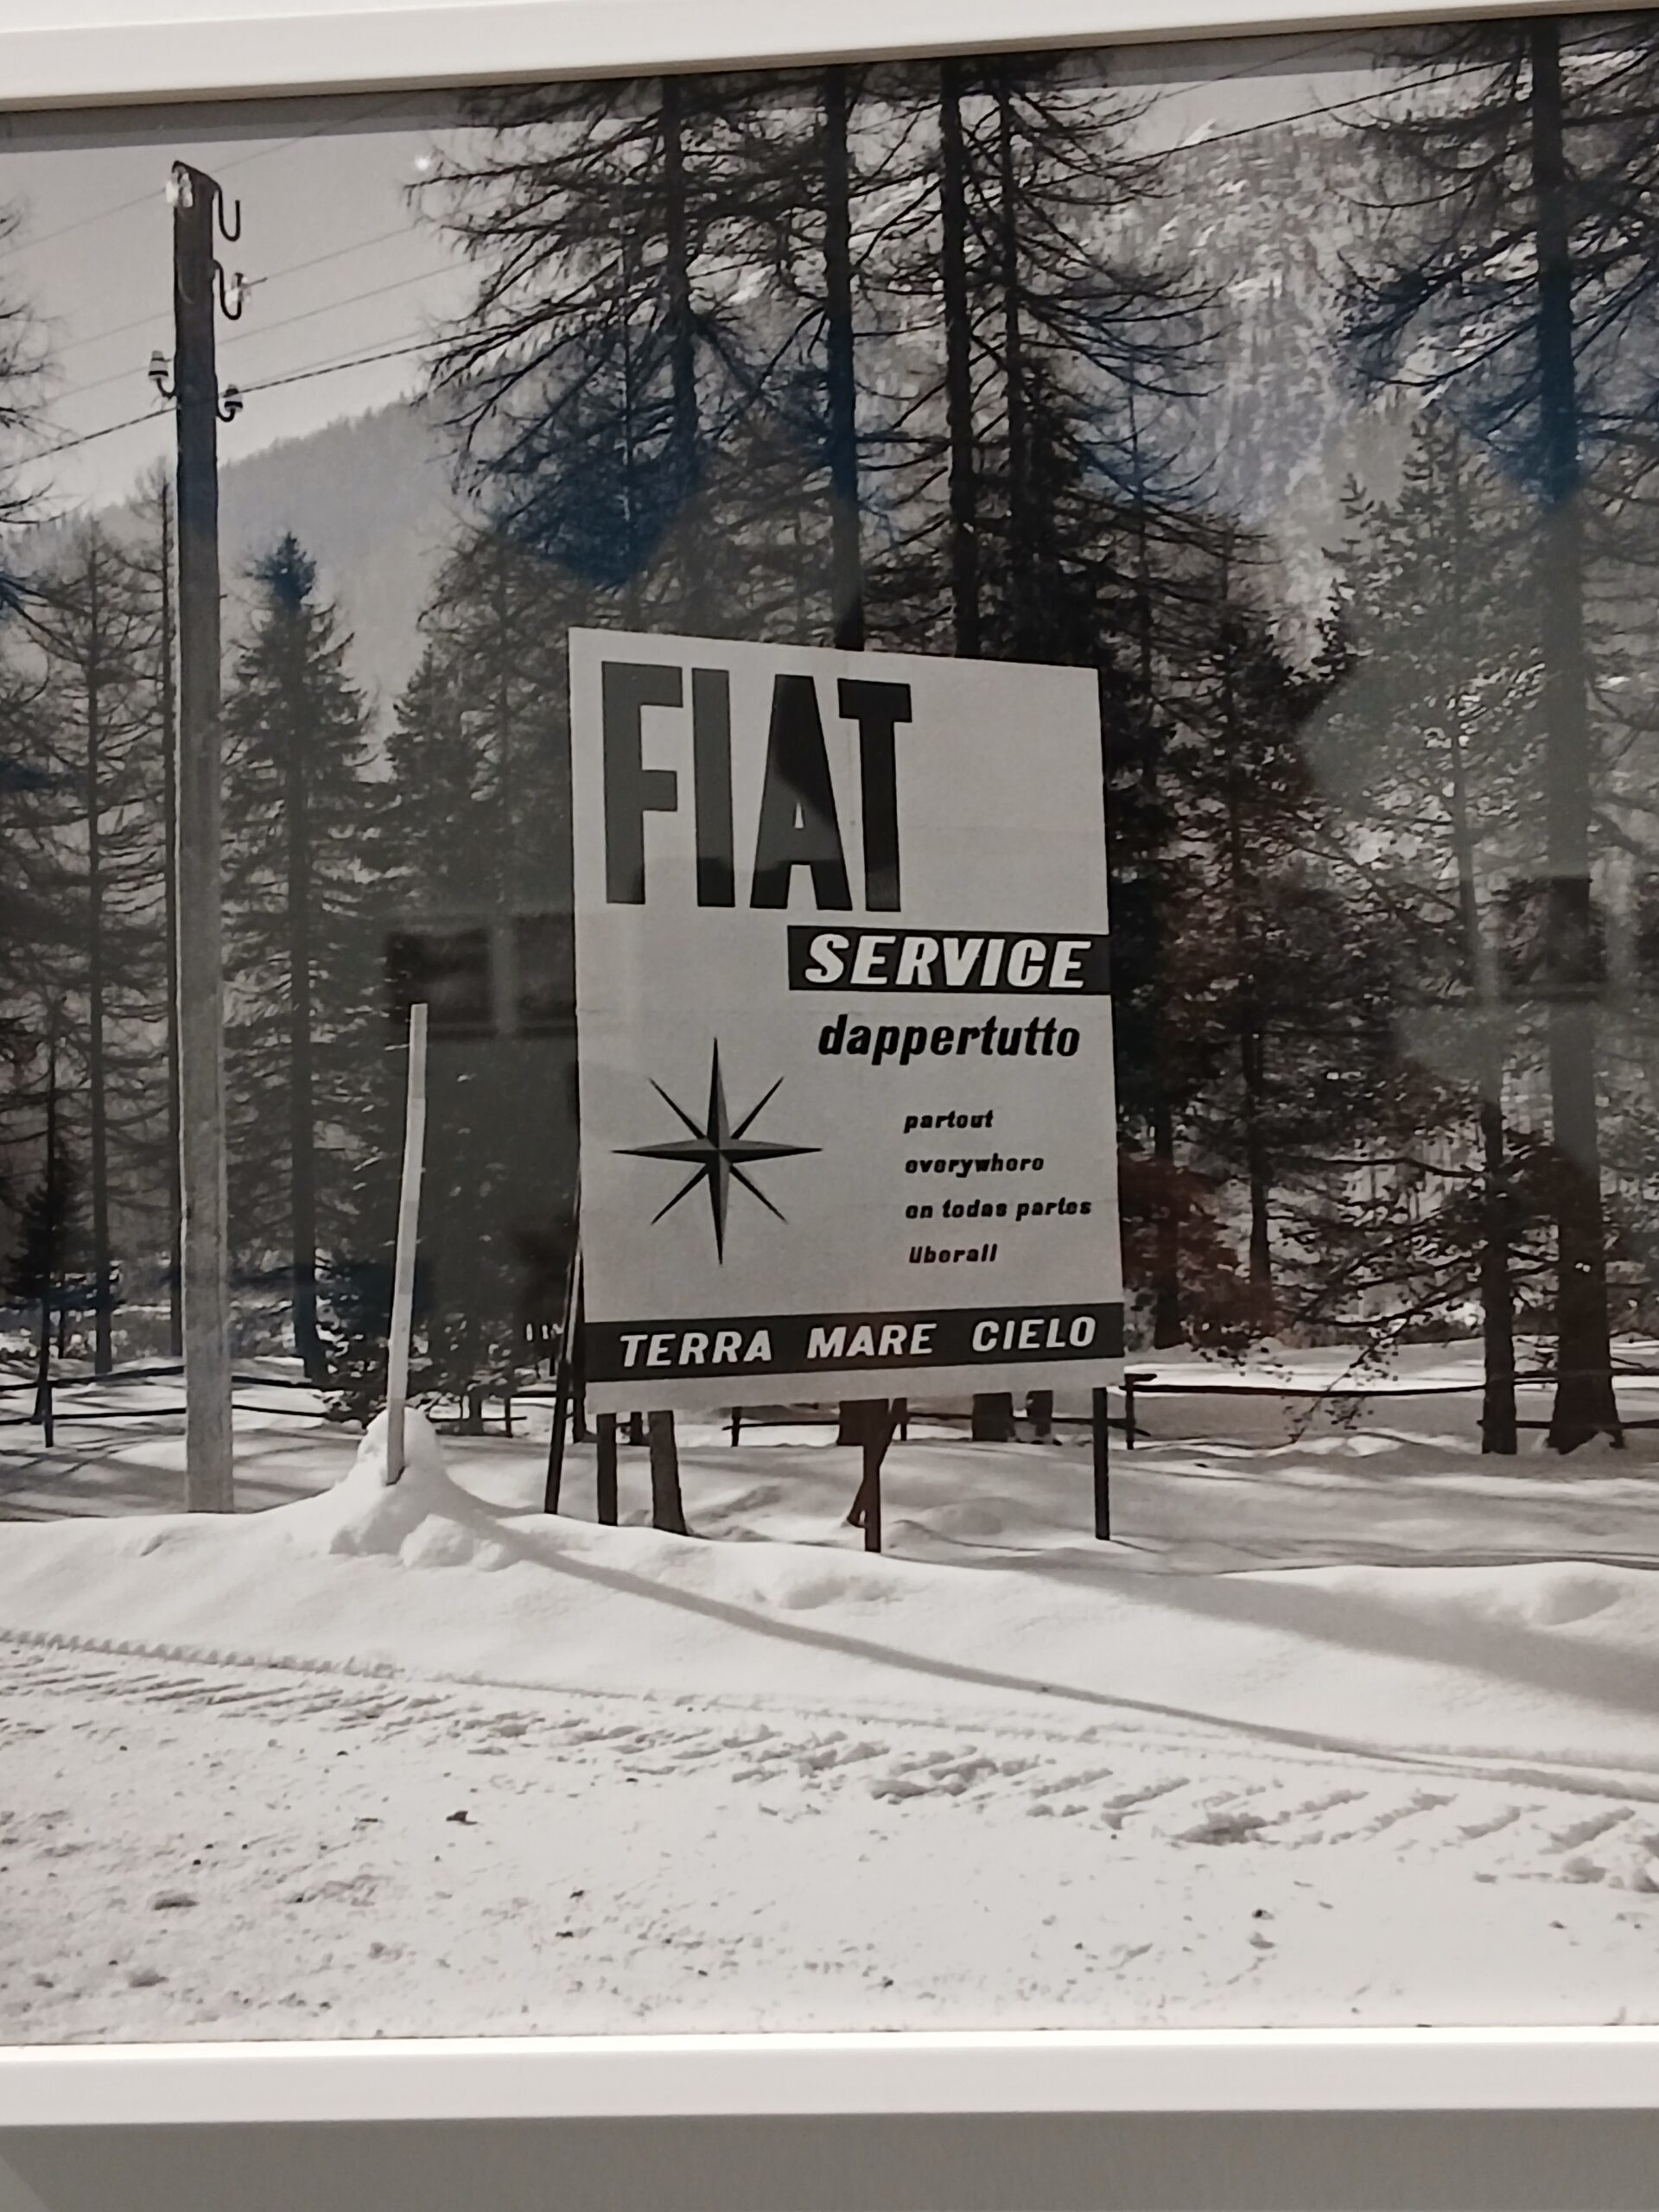 FIAT
SERVICE
dappertutto
partout
everywhere
en todas partes
überall
TERRA MARE CIELO